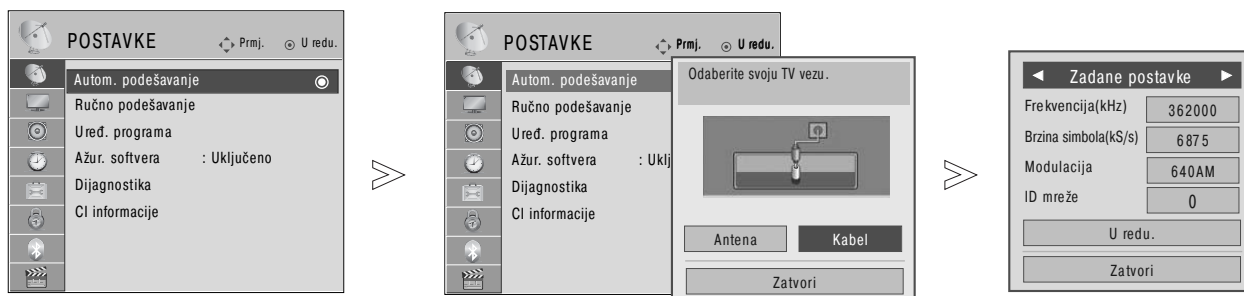 POSTAVKE Prmj. U redu.
Autom. podešavanje
Ručno podešavanje
Uređ. programa
Ažur. softvera : Uključeno
Dijagnostika
CI informacije
POSTAVKE Prmj. U redu.
Autom. podešavanje
Ručno podešavanje
Uređ. programa
Ažur. softvera : Uklj
Dijagnostika
CI informacije
Odaberite svoju TV vezu.
Antena Kabel
Zatvori
Zadane postavke
Frekvencija(kHz) 362000
Brzina simbola(kS/s) 6875
Modulacija 640AM
ID mreže 0
U redu.
Zatvori